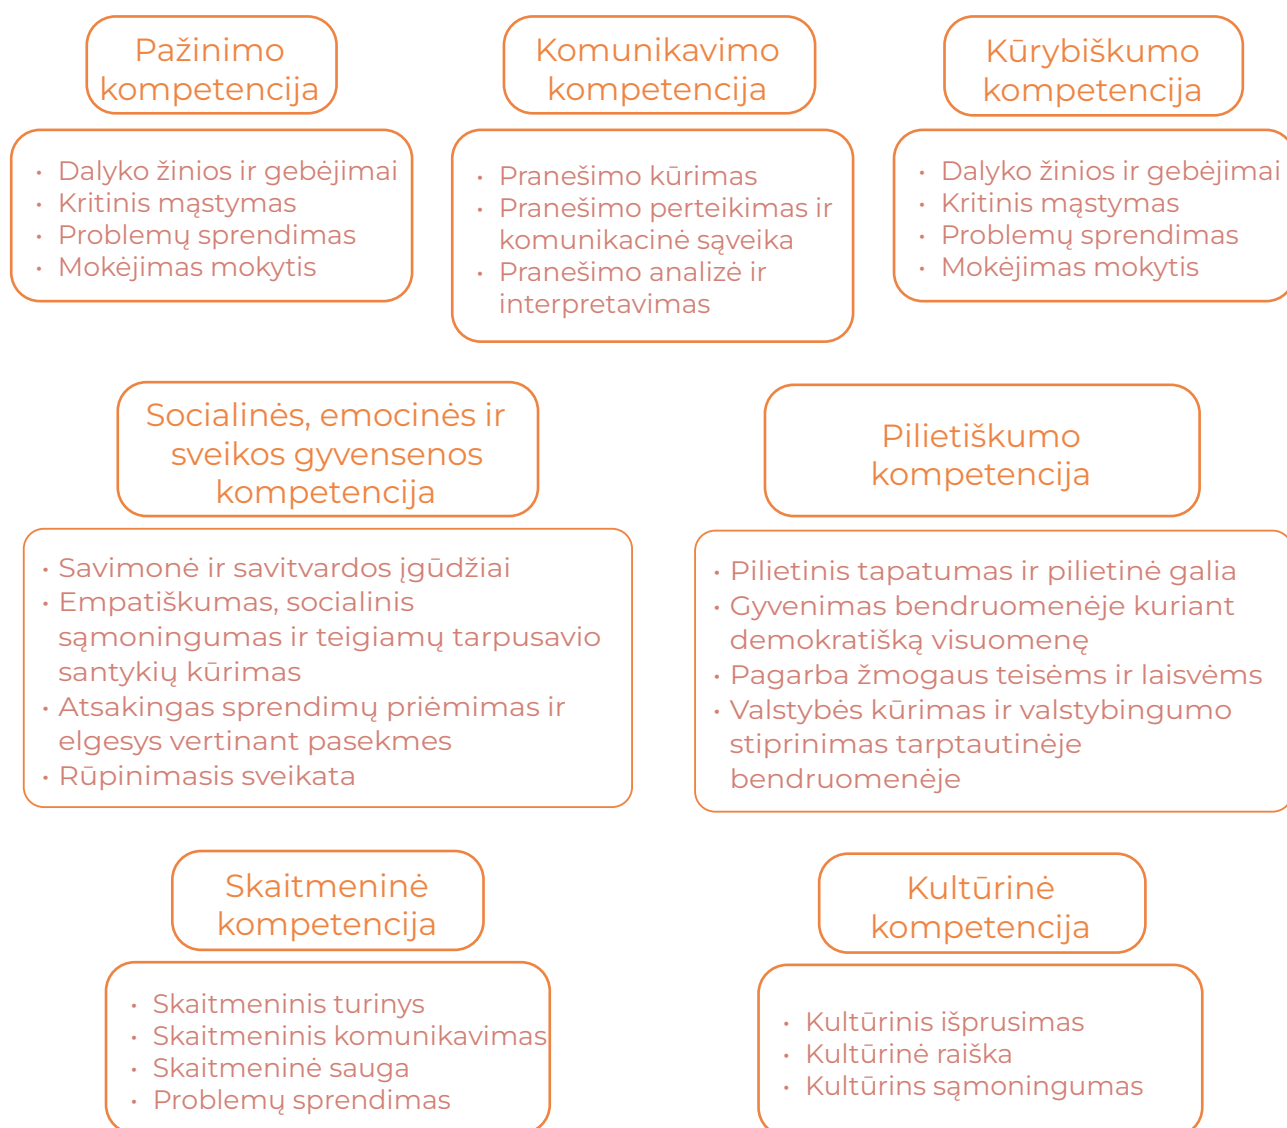 Pažinimo
kompetencija
• Dalyko žinios ir gebėjimai
• Kritinis mąstymas
• Problemų sprendimas
• Mokėjimas mokytis
Komunikavimo
kompetencija
• Pranešimo kūrimas
• Pranešimo perteikimas ir
komunikacinė sąveika
• Pranešimo analizė ir
interpretavimas
Kūrybiškumo
kompetencija
• Dalyko žinios ir gebėjimai
• Kritinis mąstymas
• Problemų sprendimas
• Mokėjimas mokytis
Socialinės, emocinės ir
sveikos gyvensenos
kompetencija
• Savimonė ir savitvardos įgūdžiai
• Empatiškumas, socialinis
sąmoningumas ir teigiamų tarpusavio
santykių kūrimas
• Atsakingas sprendimų priėmimas ir
elgesys vertinant pasekmes
• Rūpinimasis sveikata
Pilietiškumo
kompetencija
• Pilietinis tapatumas ir pilietinė galia
• Gyvenimas bendruomenėje kuriant
demokratišką visuomenę
• Pagarba žmogaus teisėms ir laisvėms
• Valstybės kūrimas ir valstybingumo
stiprinimas tarptautinėje
bendruomenėje
Skaitmeninė
kompetencija
• Skaitmeninis turinys
• Skaitmeninis komunikavimas
• Skaitmeninė sauga
• Problemų sprendimas
Kultūrinė
kompetencija
• Kultūrinis išprusimas
• Kultūrinė raiška
• Kultūrins sąmoningumas